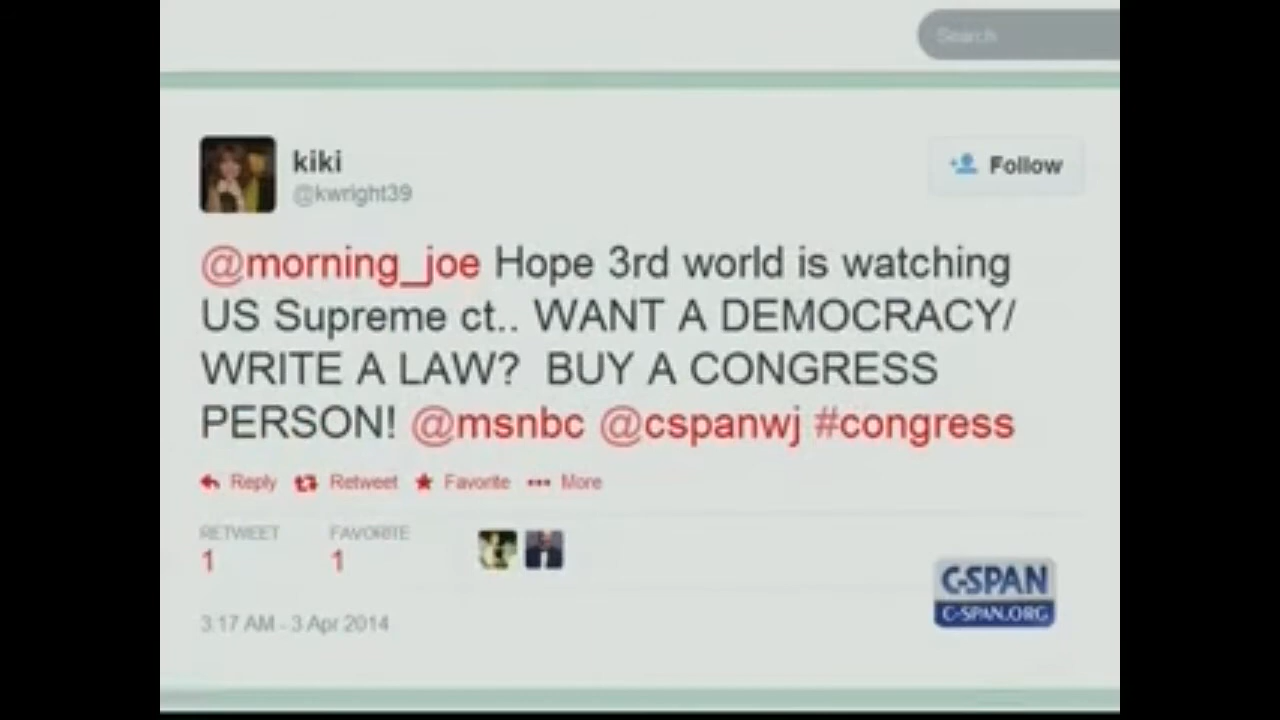 Search
kiki
@kwright39
Follow
@morning_joe Hope 3rd world is watching
US Supreme ct.. WANT A DEMOCRACY/
WRITE A LAW?  BUY A CONGRESS
PERSON! @msnbc @cspanwj #congress
Reply Retweet Favorite More
RETWEET FAVORITE
1 1
C-SPAN
C-SPAN.ORG
3:17 AM - 3 Apr 2014